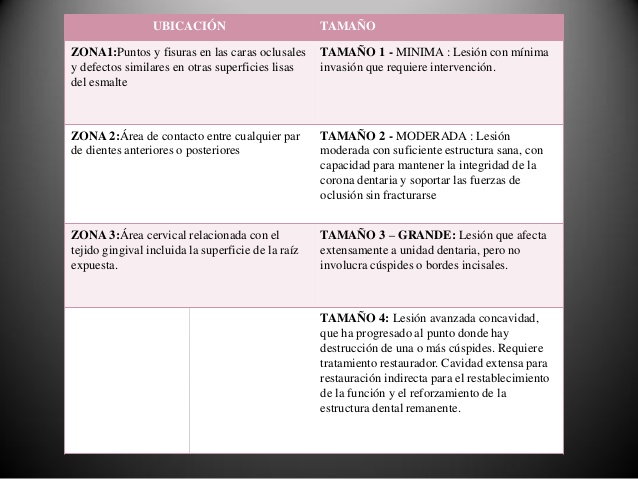 UBICACIÓN
TAMAÑO
ZONA1:Puntos y fisuras en las caras oclusales
y defectos similares en otras superficies lisas
del esmalte
TAMAÑO 1 - MINIMA : Lesión con mínima
invasión que requiere intervención.
ZONA 2:Área de contacto entre cualquier par
de dientes anteriores o posteriores
TAMAÑO 2 - MODERADA : Lesión
moderada con suficiente estructura sana, con
capacidad para mantener la integridad de la
corona dentaria y soportar las fuerzas de
oclusión sin fracturarse
ZONA 3:Área cervical relacionada con el
tejido gingival incluida la superficie de la raíz
expuesta.
TAMAÑO 3 – GRANDE: Lesión que afecta
extensamente a unidad dentaria, pero no
involucra cúspides o bordes incisales.
TAMAÑO 4: Lesión avanzada concavidad,
que ha progresado al punto donde hay
destrucción de una o más cúspides. Requiere
tratamiento restaurador. Cavidad extensa para
restauración indirecta para el restablecimiento
de la función y el reforzamiento de la
estructura dental remanente.